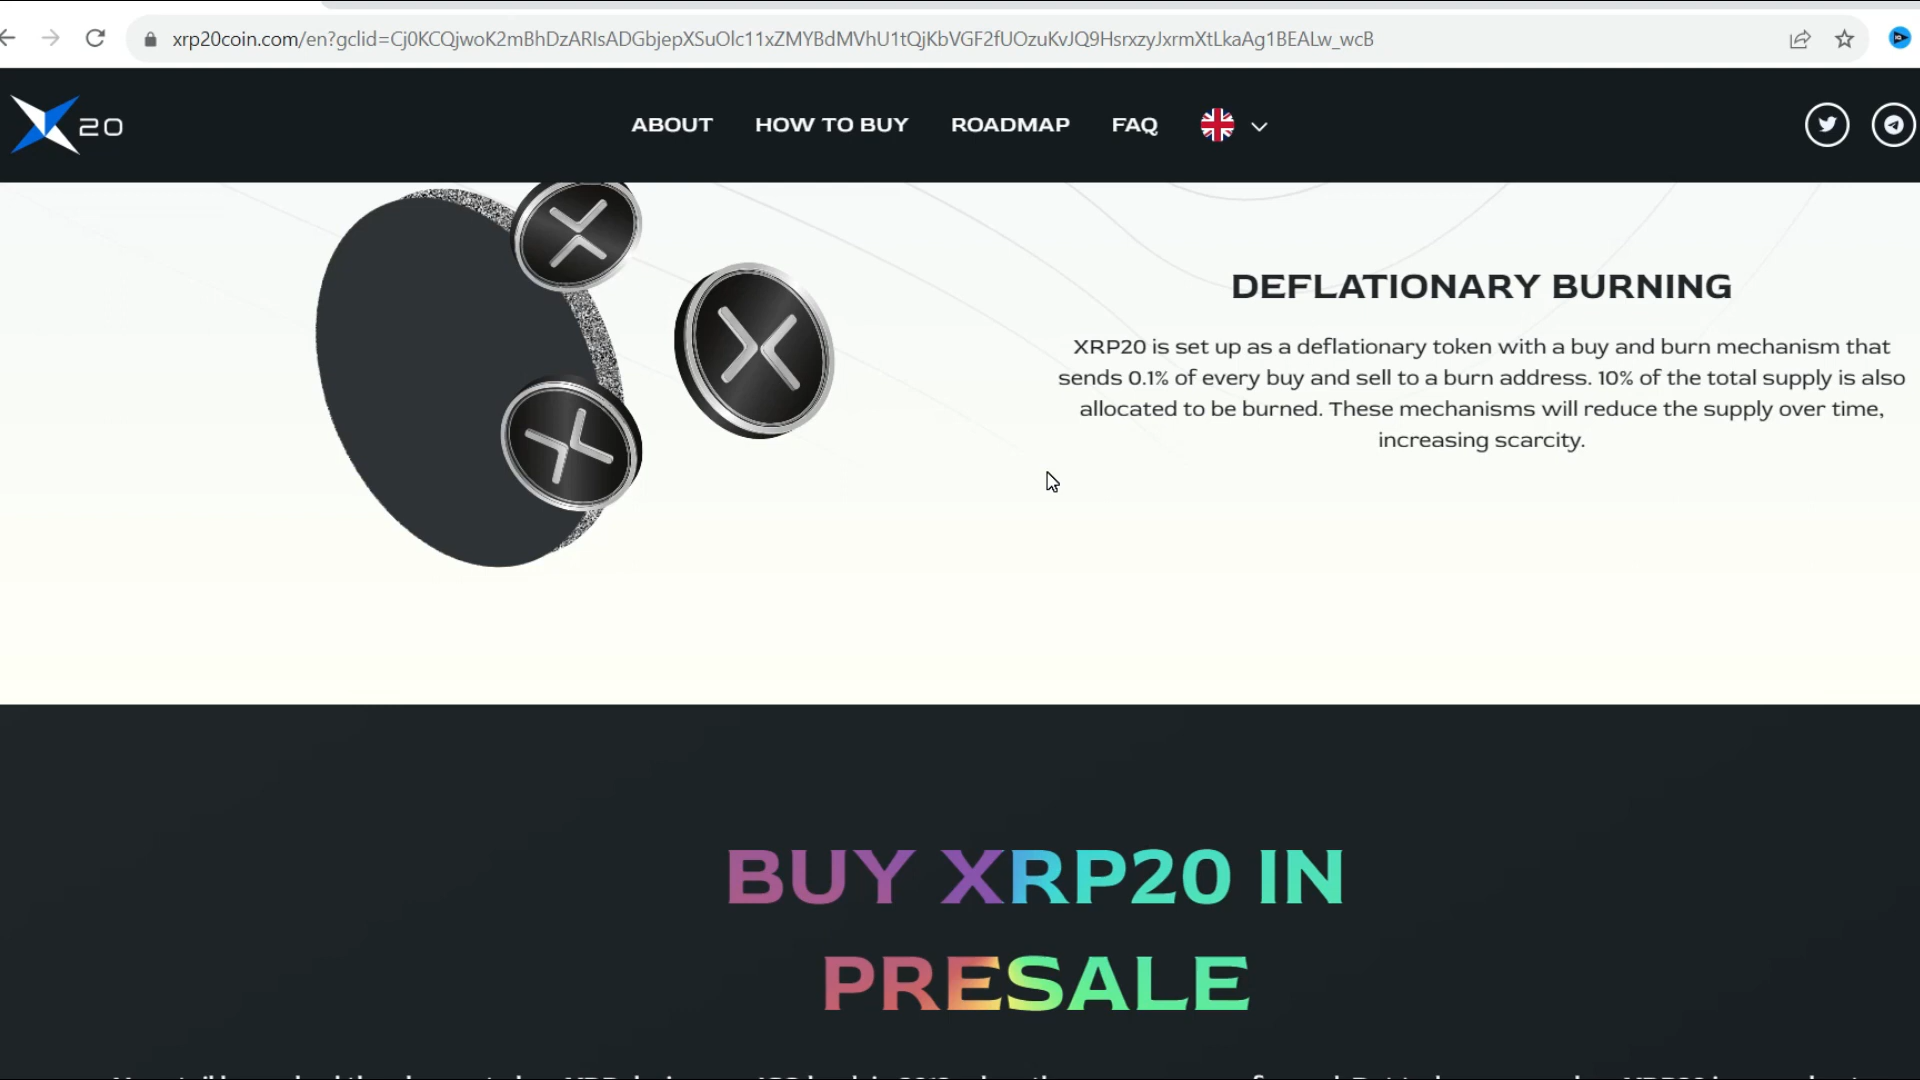 xrp20coin.com/en?gclid=Cj0KCQjwoK2mBhDzARIsADGbjepXSuOlc11xZMYBdMVhU1tQjKbVGF2fUOzuKvJQ9HsrxzyJxrmXtLkaAg1BEALw_wcB
20
ABOUT HOW TO BUY ROADMAP FAQ
DEFLATIONARY BURNING
XRP20 is set up as a deflationary token with a buy and burn mechanism that
sends 0.1% of every buy and sell to a burn address. 10% of the total supply is also
allocated to be burned. These mechanisms will reduce the supply over time,
increasing scarcity.
BUY XRP20 IN
PRESALE